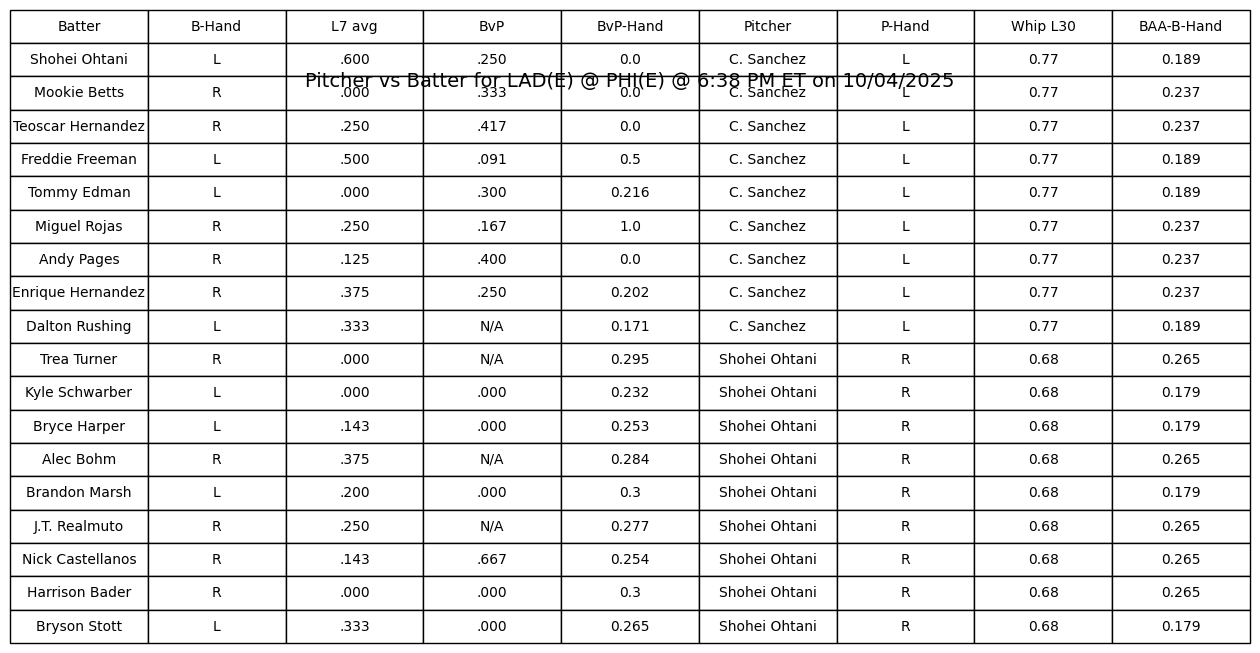 Batter B-Hand L7 avg BvP BvP-Hand Pitcher P-Hand Whip L30 BAA-B-Hand
Shohei Ohtani L .600 .250 0.0 C. Sanchez L 0.77 0.189
Pitcher vs Batter for LAD(E) @ PHI(E) @ 6:38 PM ET on 10/04/2025
Mookie Betts R .000 .333 0.0 C. Sanchez L 0.77 0.237
Teoscar Hernandez R .250 .417 0.0 C. Sanchez L 0.77 0.237
Freddie Freeman L .500 .091 0.5 C. Sanchez L 0.77 0.189
Tommy Edman L .000 .300 0.216 C. Sanchez L 0.77 0.189
Miguel Rojas R .250 .167 1.0 C. Sanchez L 0.77 0.237
Andy Pages R .125 .400 0.0 C. Sanchez L 0.77 0.237
Enrique Hernandez R .375 .250 0.202 C. Sanchez L 0.77 0.237
Dalton Rushing L .333 N/A 0.171 C. Sanchez L 0.77 0.189
Trea Turner R .000 N/A 0.295 Shohei Ohtani R 0.68 0.265
Kyle Schwarber L .000 .000 0.232 Shohei Ohtani R 0.68 0.179
Bryce Harper L .143 .000 0.253 Shohei Ohtani R 0.68 0.179
Alec Bohm R .375 N/A 0.284 Shohei Ohtani R 0.68 0.265
Brandon Marsh L .200 .000 0.3 Shohei Ohtani R 0.68 0.179
J.T. Realmuto R .250 N/A 0.277 Shohei Ohtani R 0.68 0.265
Nick Castellanos R .143 .667 0.254 Shohei Ohtani R 0.68 0.265
Harrison Bader R .000 .000 0.3 Shohei Ohtani R 0.68 0.265
Bryson Stott L .333 .000 0.265 Shohei Ohtani R 0.68 0.179